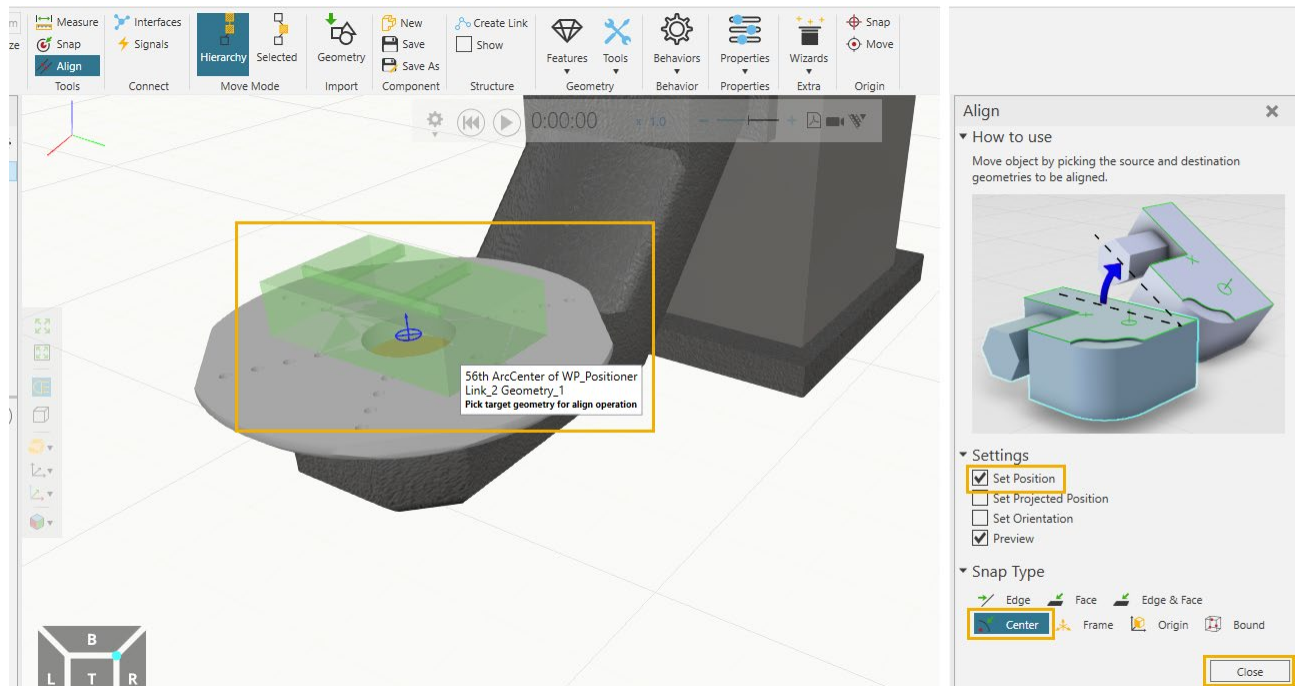 Measure
Snap
Align
Tools
Interfaces
Signals
Connect
Hierarchy
Selected
Move Mode
Geometry
Import
New
Save
Save As
Component
Create Link
Show
Structure
Features
Tools
Geometry
Behaviors
Behavior
Properties
Properties
Wizards
Extra
Snap
Move
Origin
0:00:00
x 1.0
56th ArcCenter of WP_Positioner
Link_2 Geometry_1
Pick target geometry for align operation
B
L T R
Align
How to use
Move object by picking the source and destination
geometries to be aligned.
Settings
Set Position
Set Projected Position
Set Orientation
Preview
Snap Type
Edge Face Edge & Face
Center Frame Origin Bound
Close